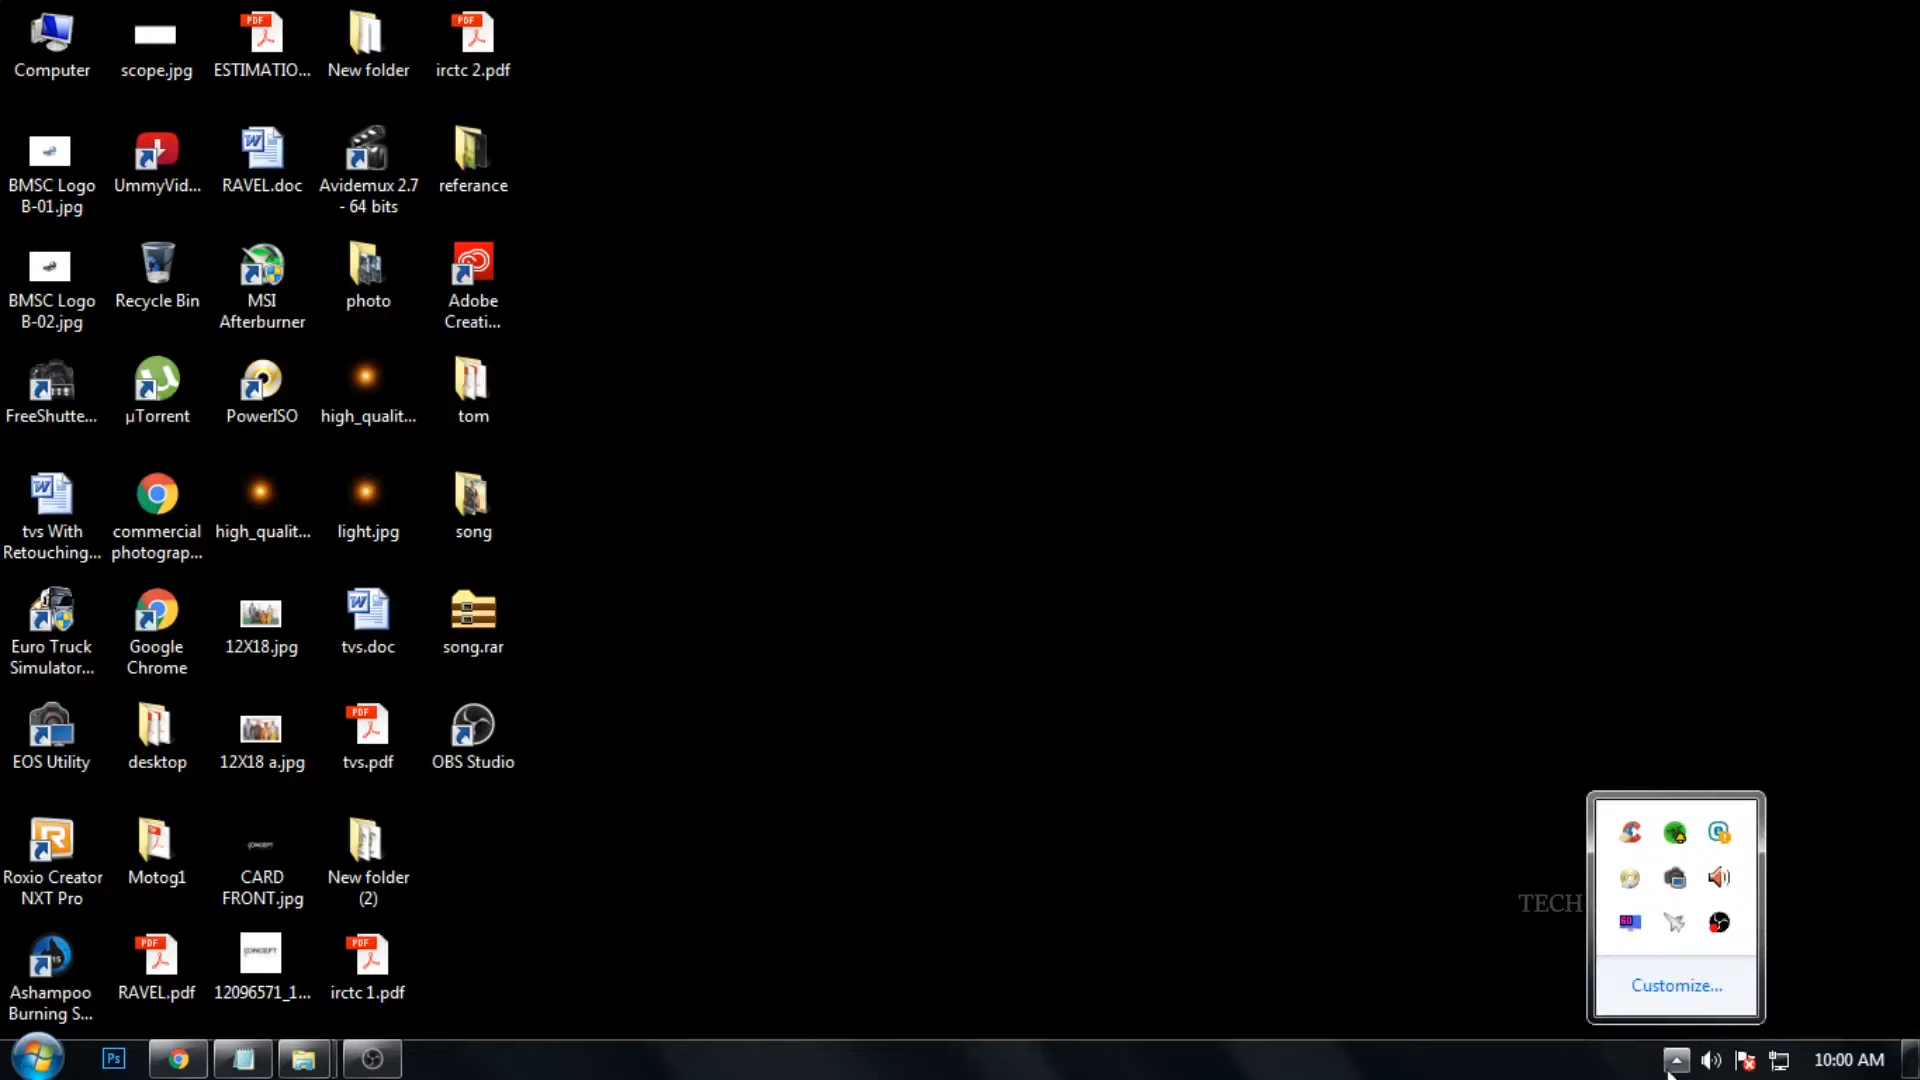 Computer
scope.jpg
ESTIMATIO...
New folder
irctc 2.pdf
BMSC Logo
B-01.jpg
UmmyVid...
RAVEL.doc
Avidemux 2.7
- 64 bits
referance
BMSC Logo
B-02.jpg
Recycle Bin
MSI
Afterburner
photo
Adobe
Creati...
FreeShutte...
µTorrent
PowerISO
high_qualit...
tom
tvs With
Retouching...
commercial
photograp...
high_qualit...
light.jpg
song
Euro Truck
Simulator...
Google
Chrome
12X18.jpg
tvs.doc
song.rar
EOS Utility
desktop
12X18 a.jpg
tvs.pdf
OBS Studio
Roxio Creator
NXT Pro
Motog1
CARD
FRONT.jpg
New folder
(2)
TECH
Ashampoo
Burning S...
RAVEL.pdf
12096571_1...
irctc 1.pdf
Customize...
Ps
10:00 AM